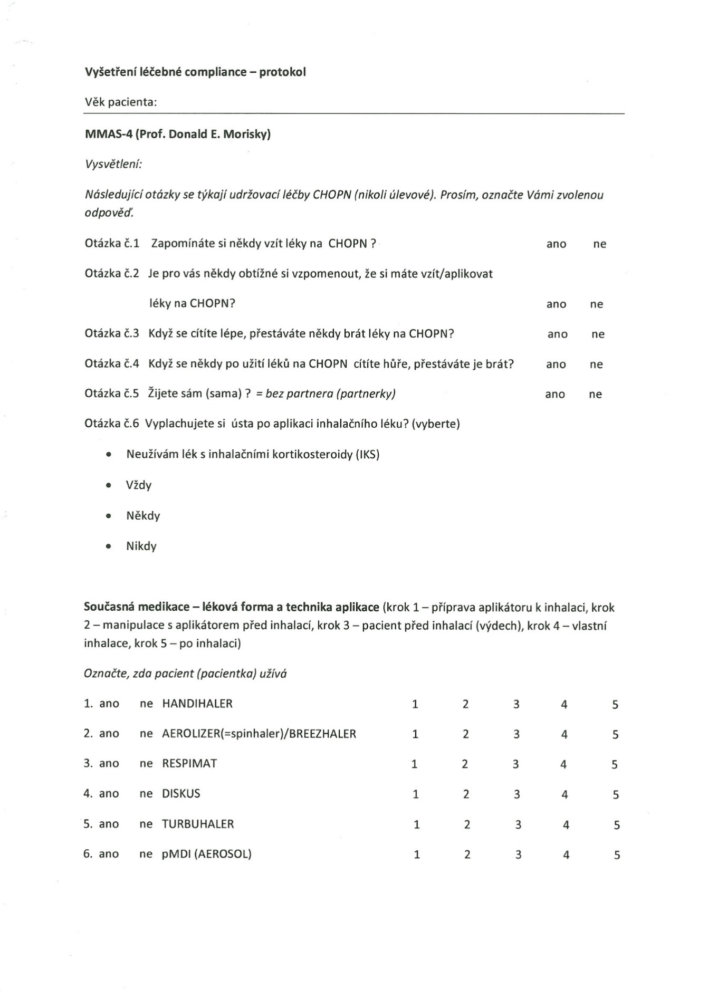 Vyšetření léčebné compliance – protokol
Věk pacienta:
MMAS-4 (Prof. Donald E. Morisky)
Vysvětlení:
Následující otázky se týkají udržovací léčby CHOPN (nikoli úlevové). Prosím, označte Vámi zvolenou
odpověď.
Otázka č.1 Zapomínáte si někdy vzít léky na CHOPN ? ano ne
Otázka č.2 Je pro vás někdy obtížné si vzpomenout, že si máte vzít/aplikovat
léky na CHOPN? ano ne
Otázka č.3 Když se cítíte lépe, přestáváte někdy brát léky na CHOPN? ano ne
Otázka č.4 Když se někdy po užití léků na CHOPN cítíte hůře, přestáváte je brát? ano ne
Otázka č.5 Žijete sám (sama) ? = bez partnera (partnerky) ano ne
Otázka č.6 Vyplachujete si ústa po aplikaci inhalačního léku? (vyberte)
• Neužívám lék s inhalačními kortikosteroidy (IKS)
• Vždy
• Někdy
• Nikdy
Současná medikace – léková forma a technika aplikace (krok 1 – příprava aplikátoru k inhalaci, krok
2 – manipulace s aplikátorem před inhalací, krok 3 – pacient před inhalací (výdech), krok 4 – vlastní
inhalace, krok 5 – po inhalaci)
Označte, zda pacient (pacientka) užívá
1. ano ne HANDIHALER 1 2 3 4 5
2. ano ne AEROLIZER(=spinhaler)/BREEZHALER 1 2 3 4 5
3. ano ne RESPIMAT 1 2 3 4 5
4. ano ne DISKUS 1 2 3 4 5
5. ano ne TURBUHALER 1 2 3 4 5
6. ano ne pMDI (AEROSOL) 1 2 3 4 5